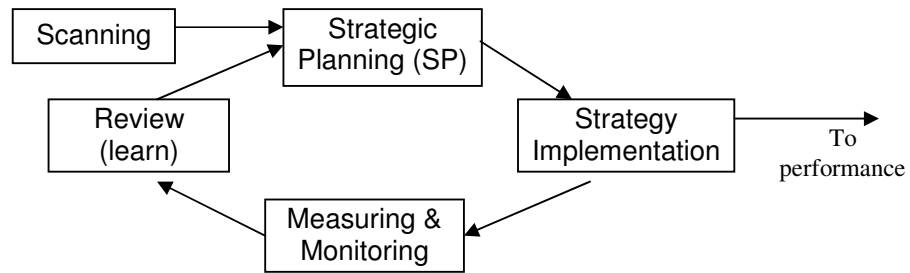 Scanning
Strategic
Planning (SP)
Review
(learn)
Strategy
Implementation
To
performance
Measuring &
Monitoring